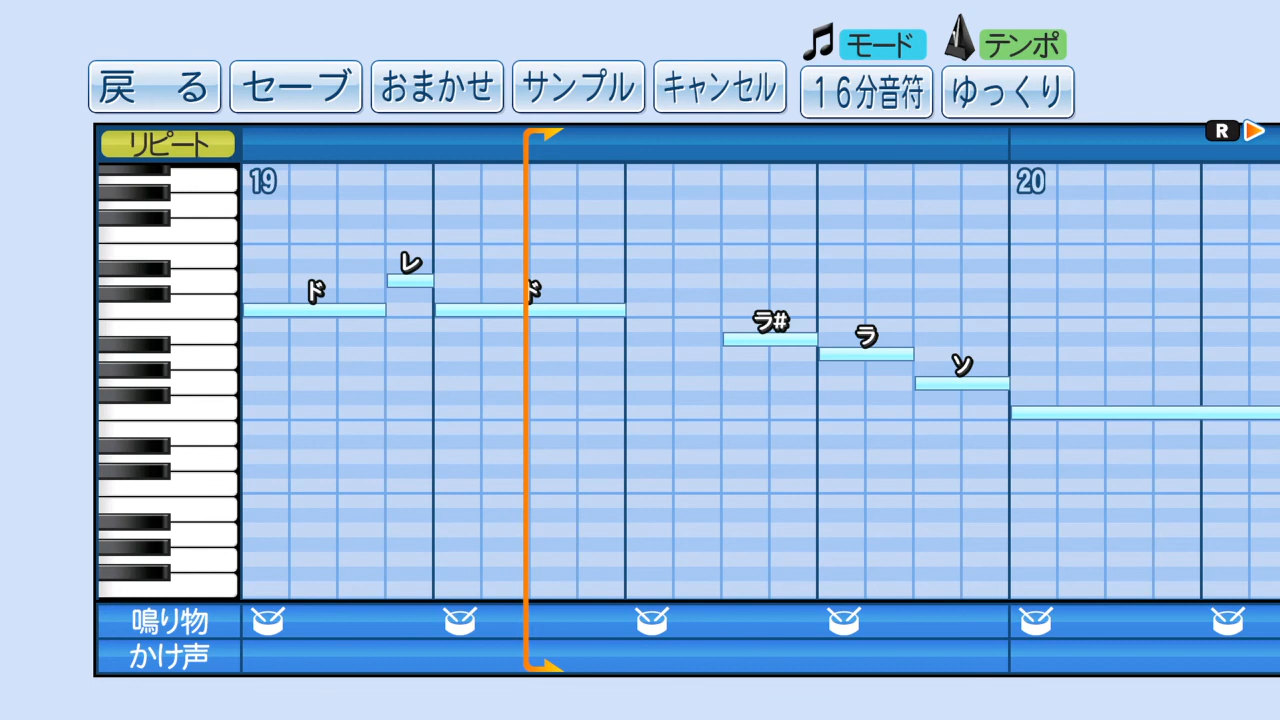 モード テンポ
戻る セーブ おまかせ サンプル キャンセル 16分音符 ゆっくり
リピート R
19 20
レ
ド ド
ラ# ラ
ソ
鳴り物
かけ声